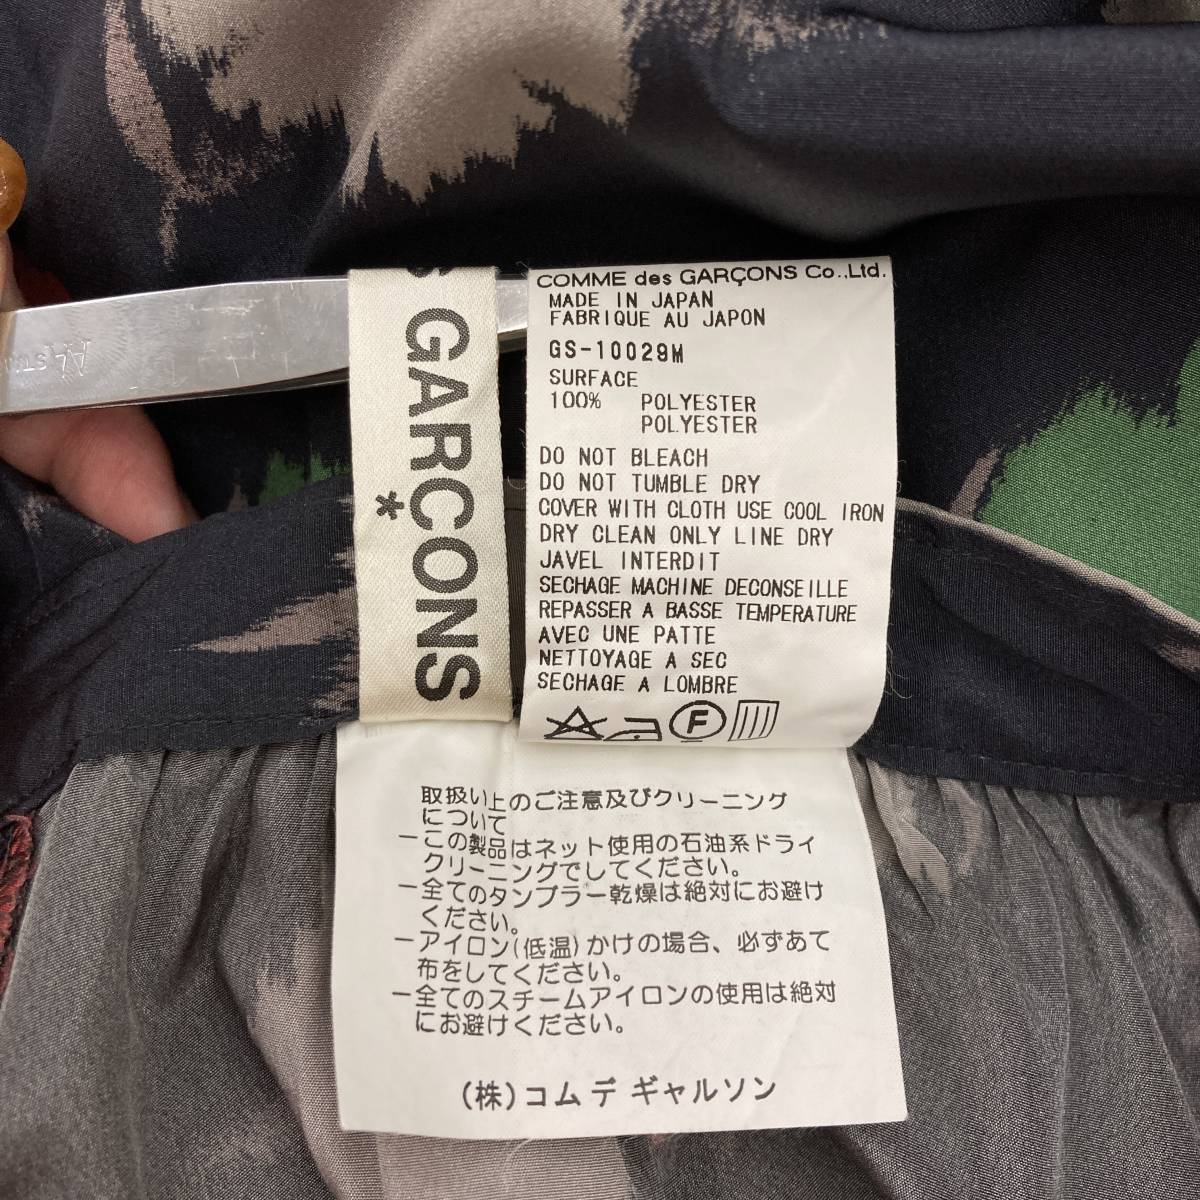 GARÇONS
*
COMME des GARÇONS Co.,Ltd.
MADE IN JAPAN
FABRIQUE AU JAPON
GS-10029M
SURFACE
100% POLYESTER
POLYESTER
DO NOT BLEACH
DO NOT TUMBLE DRY
COVER WITH CLOTH USE COOL IRON
DRY CLEAN ONLY LINE DRY
JAVEL INTERDIT
SECHAGE MACHINE DECONSEILLE
REPASSER A BASSE TEMPERATURE
AVEC UNE PATTE
NETTOYAGE A SEC
SECHAGE A LOMBRE
F
取扱い上のご注意及びクリーニング
について
ーこの製品はネット使用の石油系ドライ
クリーニングでしてください。
ー全てのタンブラー乾燥は絶対にお避け
ください。
ーアイロン(低温)かけの場合、必ずあて
布をしてください。
ー全てのスチームアイロンの使用は絶対
にお避けください。
(株)コム デ ギャルソン